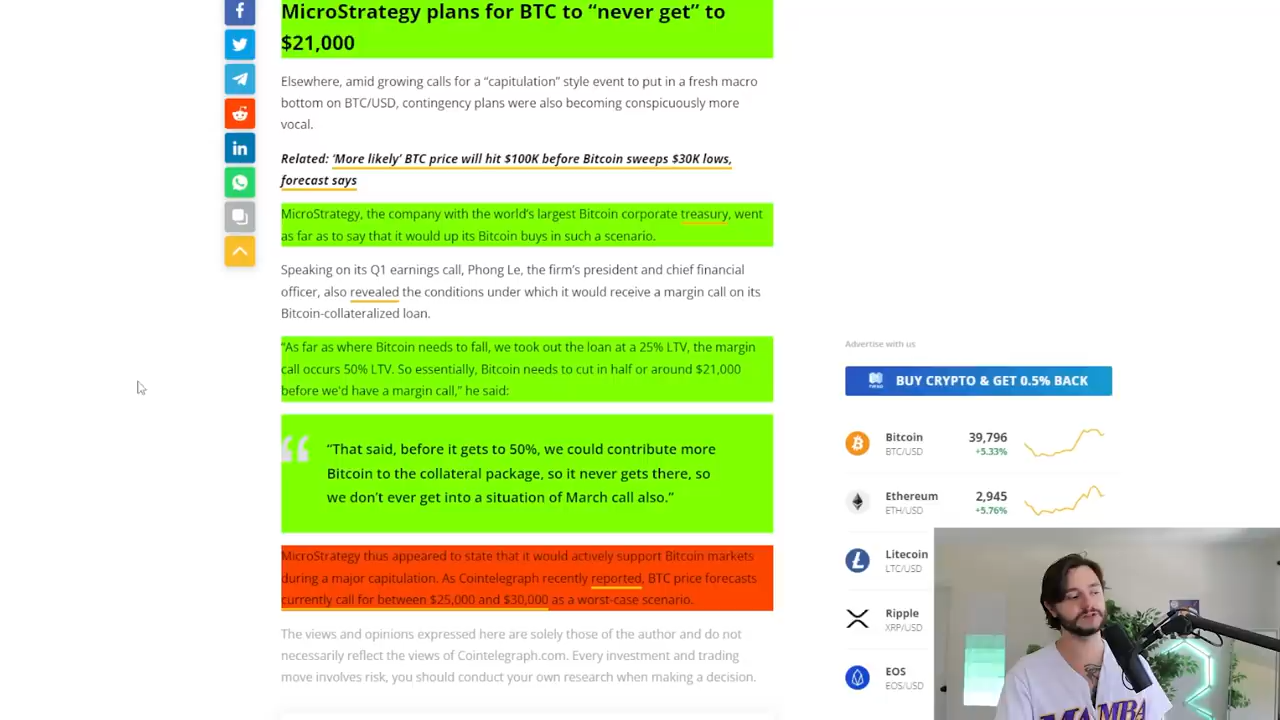 MicroStrategy plans for BTC to “never get” to
$21,000
Elsewhere, amid growing calls for a “capitulation” style event to put in a fresh macro
bottom on BTC/USD, contingency plans were also becoming conspicuously more
vocal.
Related: ‘More likely’ BTC price will hit $100K before Bitcoin sweeps $30K lows,
forecast says
MicroStrategy, the company with the world's largest Bitcoin corporate treasury, went
as far as to say that it would up its Bitcoin buys in such a scenario.
Speaking on its Q1 earnings call, Phong Le, the firm's president and chief financial
officer, also revealed the conditions under which it would receive a margin call on its
Bitcoin-collateralized loan.
“As far as where Bitcoin needs to fall, we took out the loan at a 25% LTV, the margin
call occurs 50% LTV. So essentially, Bitcoin needs to cut in half or around $21,000
before we'd have a margin call,” he said:
“That said, before it gets to 50%, we could contribute more
Bitcoin to the collateral package, so it never gets there, so
we don't ever get into a situation of March call also.”
MicroStrategy thus appeared to state that it would actively support Bitcoin markets
during a major capitulation. As Cointelegraph recently reported, BTC price forecasts
currently call for between $25,000 and $30,000 as a worst-case scenario.
The views and opinions expressed here are solely those of the author and do not
necessarily reflect the views of Cointelegraph.com. Every investment and trading
move involves risk, you should conduct your own research when making a decision.
Advertise with us
BUY CRYPTO & GET 0.5% BACK
Bitcoin 39,796
BTC/USD +5.33%
Ethereum 2,945
ETH/USD +5.76%
Litecoin
LTC/USD
Ripple
XRP/USD
EOS
EOS/USD
MAMBA